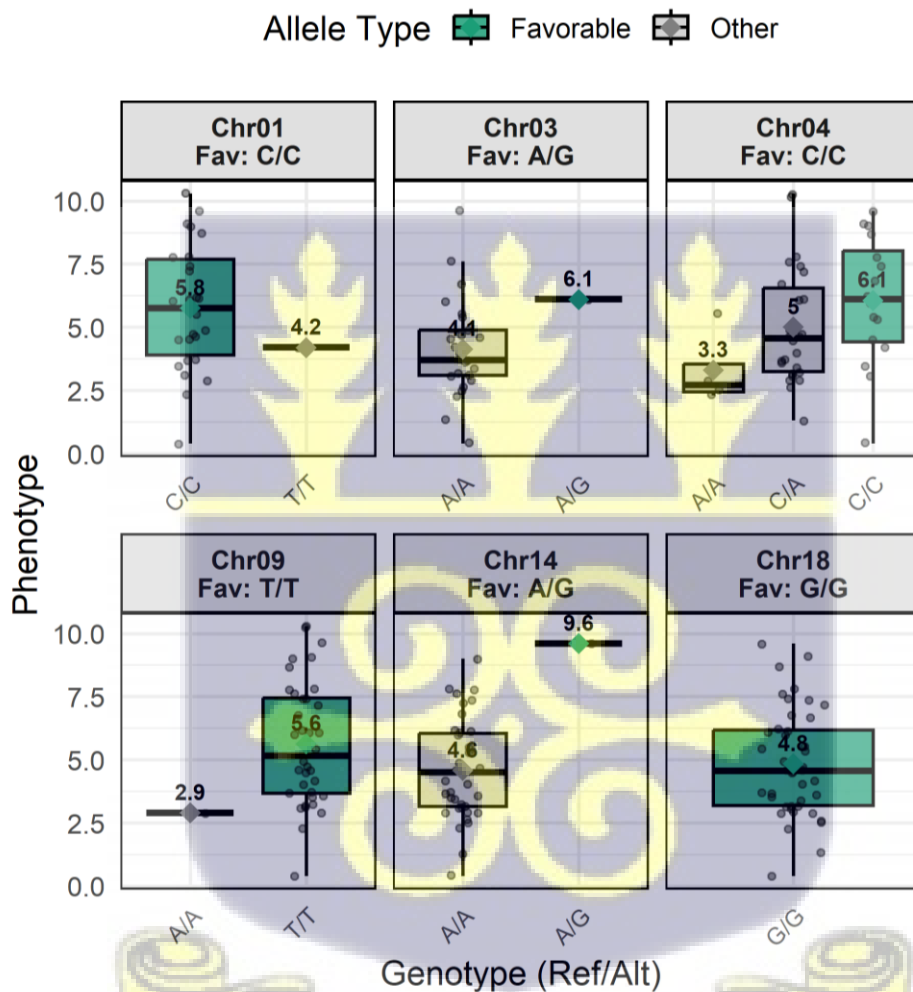 Allele Type Favorable Other
Chr01
Fav: C/C
Chr03
Fav: A/G
Chr04
Fav: C/C
Phenotype
10.0
7.5
5.0
2.5
0.0
5.8
4.2
4.1
6.1
3.3
5
6.1
C/C
T/T
A/A
A/G
A/A
C/A
C/C
Chr09
Fav: T/T
Chr14
Fav: A/G
Chr18
Fav: G/G
10.0
7.5
5.0
2.5
0.0
2.9
5.6
4.6
9.6
4.8
A/A
T/T
A/A
A/G
G/G
Genotype (Ref/Alt)